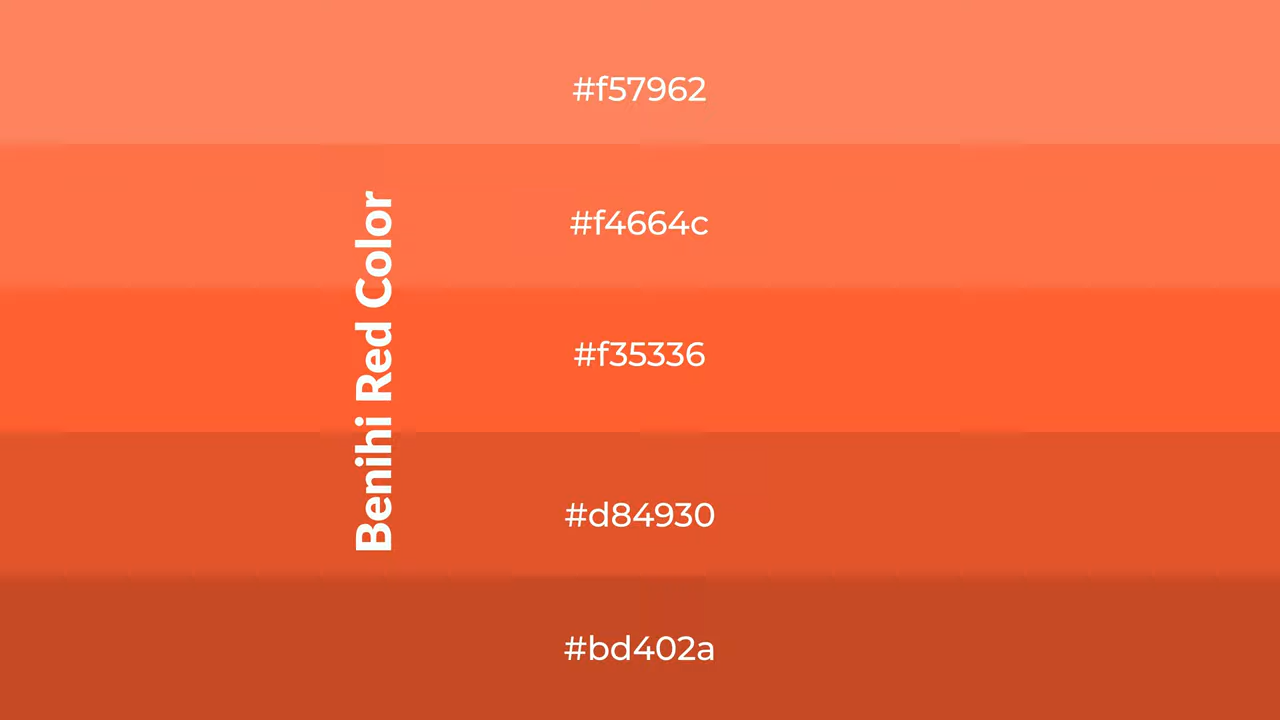 Benihi Red Color
#f57962
#f4664c
#f35336
#d84930
#bd402a